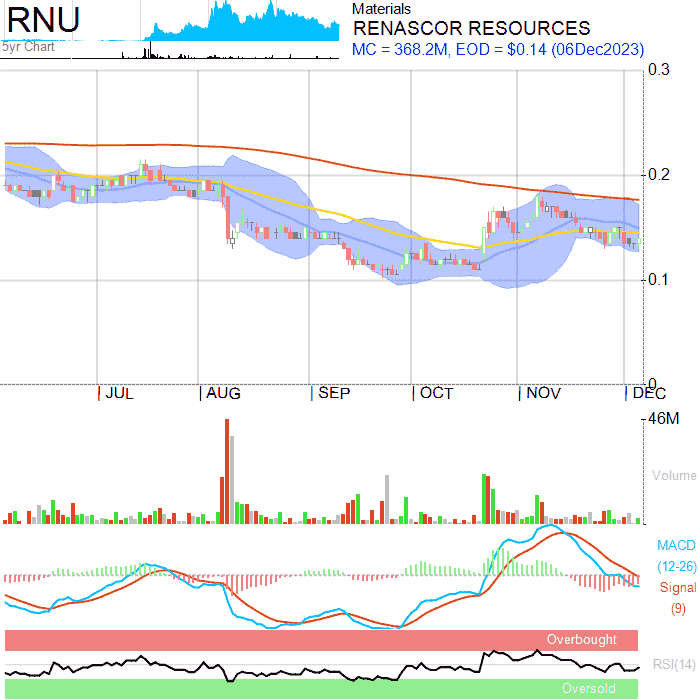 RNU
5yr Chart
Materials
RENASCOR RESOURCES
MC = 368.2M, EOD = $0.14 (06Dec2023)
0.3
0.2
0.1
0
JUL AUG SEP OCT NOV DEC
46M
Volume
MACD
(12-26)
Signal
(9)
Overbought
RSI(14)
Oversold